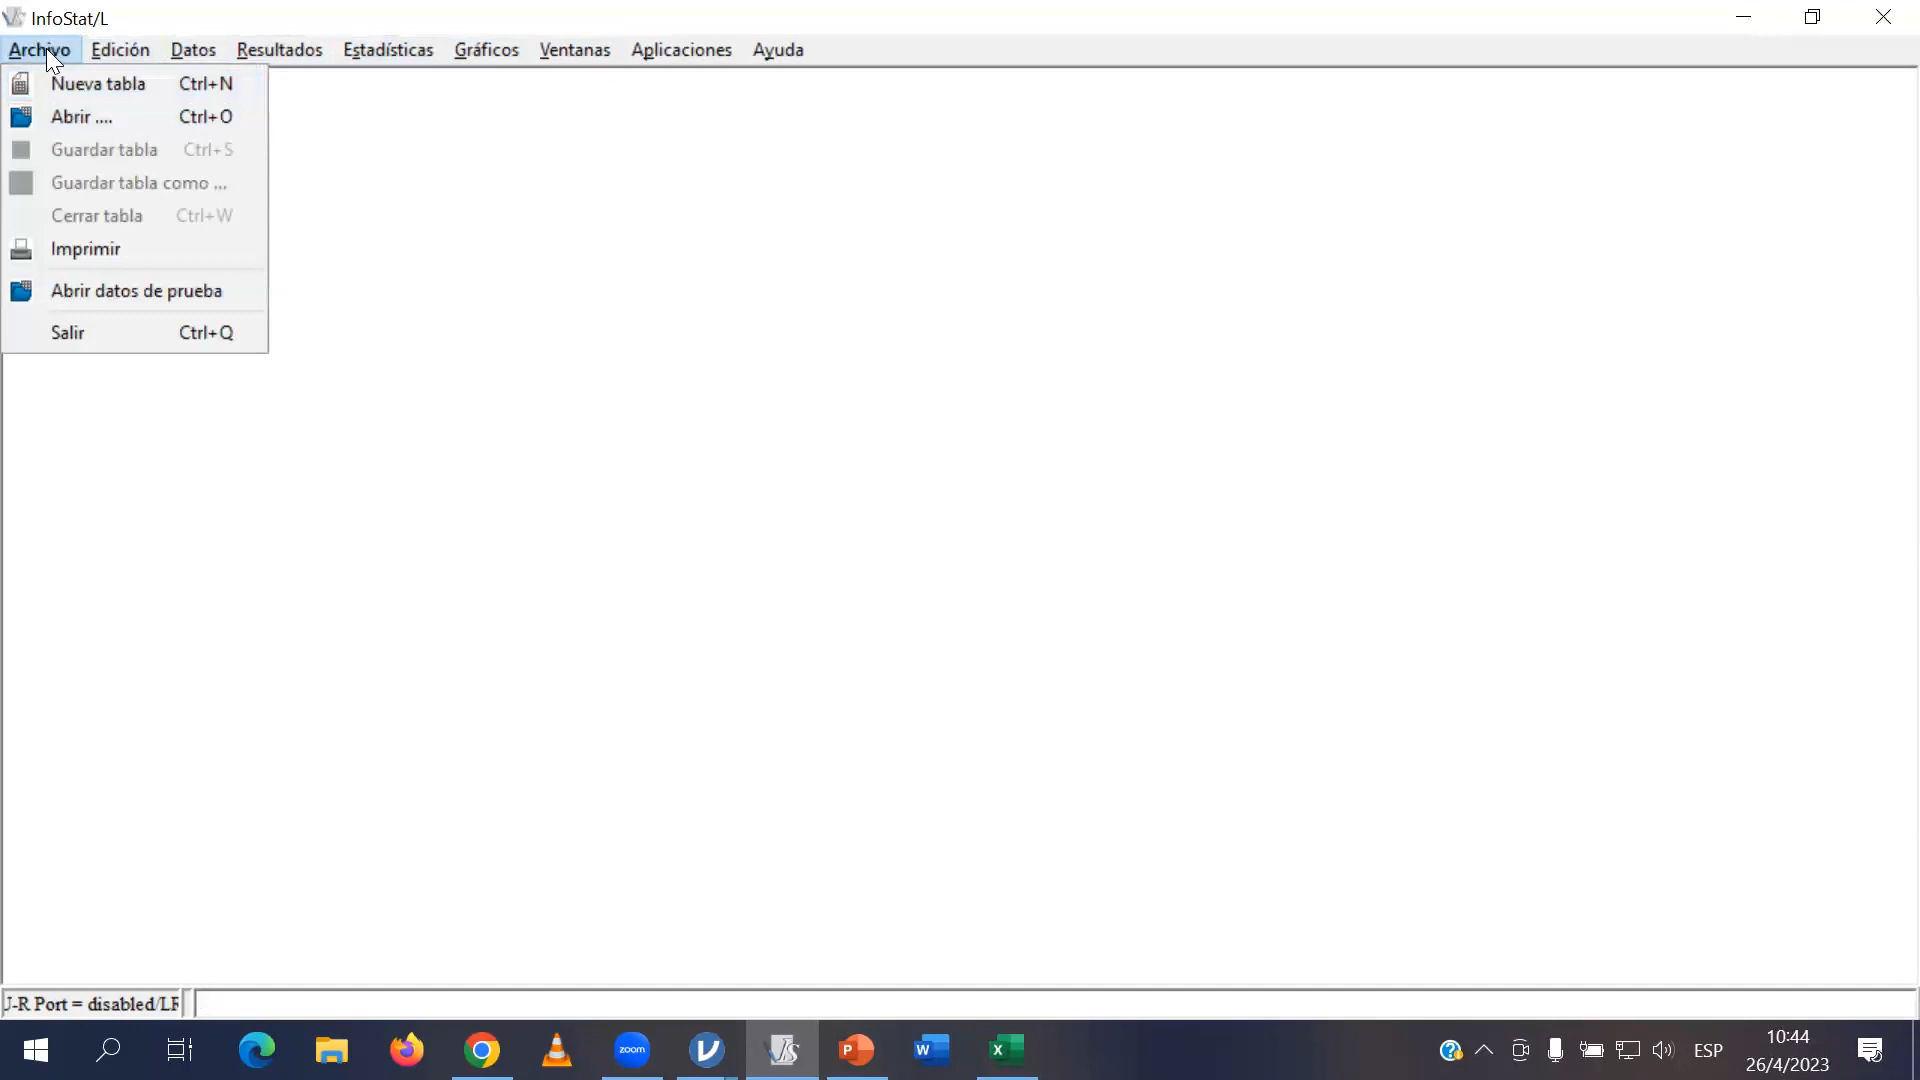 InfoStat/L
Archivo Edición Datos Resultados Estadísticas Gráficos Ventanas Aplicaciones Ayuda
Nueva tabla Ctrl+N
Abrir .... Ctrl+O
Guardar tabla Ctrl+S
Guardar tabla como ...
Cerrar tabla Ctrl+W
Imprimir
Abrir datos de prueba
Salir Ctrl+Q
J-R Port = disabled/LF
zoom
ESP
10:44
26/4/2023